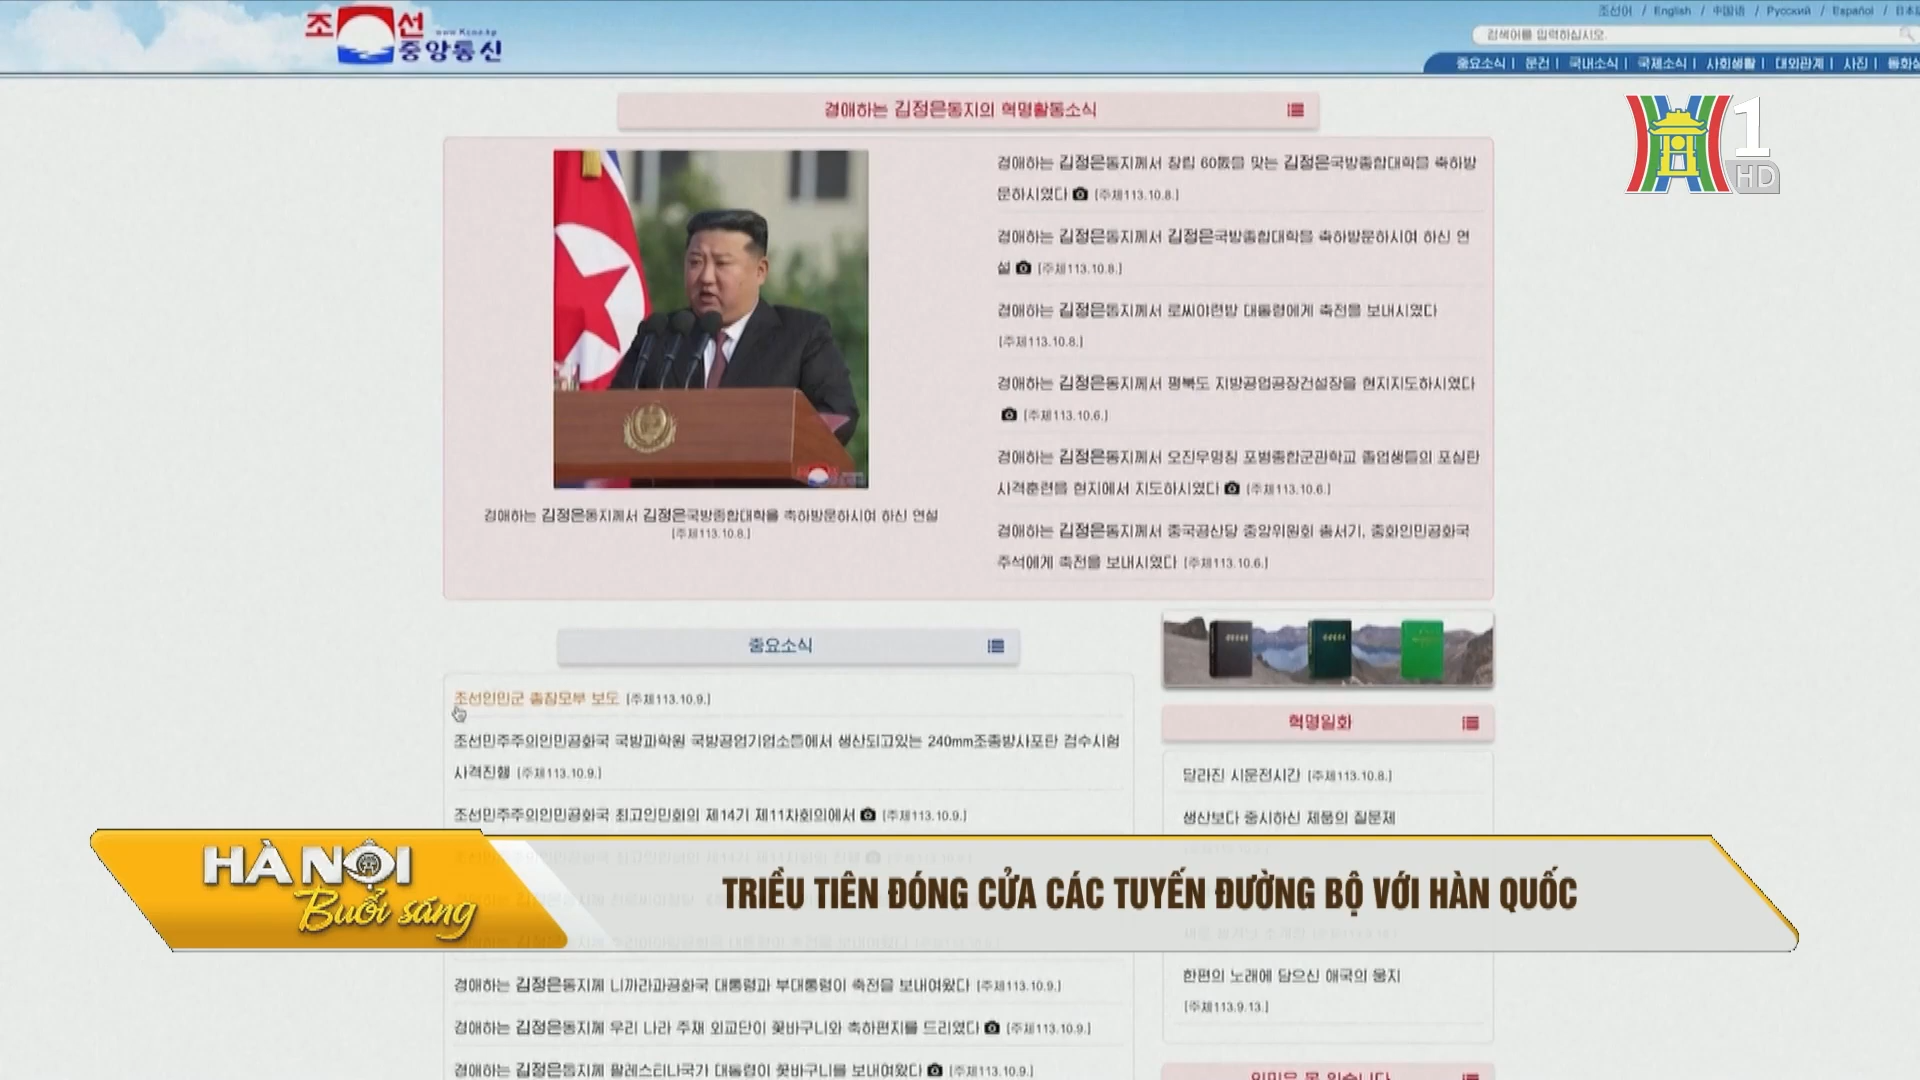 조선중앙통신
www.kcna.kp
조선어 / English / 中国语 / Русский / Español /
검색어를 입력하십시오.
중요소식 | 문건 | 국내소식 | 국제소식 | 사회생활 | 대외관계 | 사진 |
경애하는 김정은동지의 혁명활동소식
1
HD
경애하는 김정은동지께서 창립 60돐을 맞는 김정은국방종합대학을 축하방
문하시였다 [주체113.10.8.]
경애하는 김정은동지께서 김정은국방종합대학을 축하방문하시여 하신 연
설 [주체113.10.8.]
경애하는 김정은동지께서 로씨야련방 대통령에게 축전을 보내시였다
[주체113.10.8.]
경애하는 김정은동지께서 평북도 지방공업공장건설장을 현지지도하시였다
[주체113.10.6.]
경애하는 김정은동지께서 오진우명칭 포병종합군관학교 졸업생들의 포실탄
사격훈련을 현지에서 지도하시였다 [주체113.10.6.]
경애하는 김정은동지께서 중국공산당 중앙위원회 총서기, 중화인민공화국
주석에게 축전을 보내시였다 [주체113.10.6.]
경애하는 김정은동지께서 김정은국방종합대학을 축하방문하시여 하신 연설
[주체113.10.8.]
중요소식
조선인민군 총참모부 보도 [주체113.10.9.]
조선민주주의인민공화국 국방과학원 국방공업기업소들에서 생산되고있는 240mm조종방사포탄 검수시험
사격진행 [주체113.10.9.]
조선민주주의인민공화국 최고인민회의 제14기 제11차회의에서 [주체113.10.9.]
혁명일화
달라진 시운전시간 [주체113.10.8.]
생산보다 중시하신 제품의 질문제
HÀ NỘI
Buổi sáng
TRIỀU TIÊN ĐÓNG CỬA CÁC TUYẾN ĐƯỜNG BỘ VỚI HÀN QUỐC
경애하는 김정은동지께 니까라과공화국 대통령과 부대통령이 축전을 보내여왔다 [주체113.10.9.]
경애하는 김정은동지께 우리 나라 주재 외교단이 꽃바구니와 축하편지를 드리였다 [주체113.10.9.]
경애하는 김정은동지께 팔레스티나국가 대통령이 꽃바구니를 보내여왔다 [주체113.10.9.]
한편의 노래에 담으신 애국의 뜻지
[주체113.9.13.]